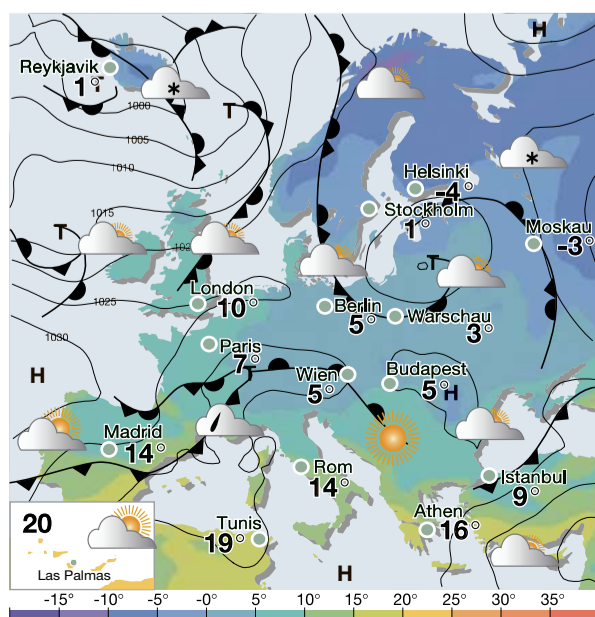 H
Reykjavik
1°
T
1000
T
1005
1010
Helsinki
-4°
1015
Stockholm
1°
T
Moskau
-3°
T
1025
London
10°
Berlin
5°
Warschau
3°
1030
Paris
7°
H
T
Wien
5°
Budapest
5°
H
Madrid
14°
Rom
14°
Istanbul
9°
20
Tunis
19°
Athen
16°
Las Palmas
H
-15° -10° -5° -0° 5° 10° 15° 20° 25° 30° 35°